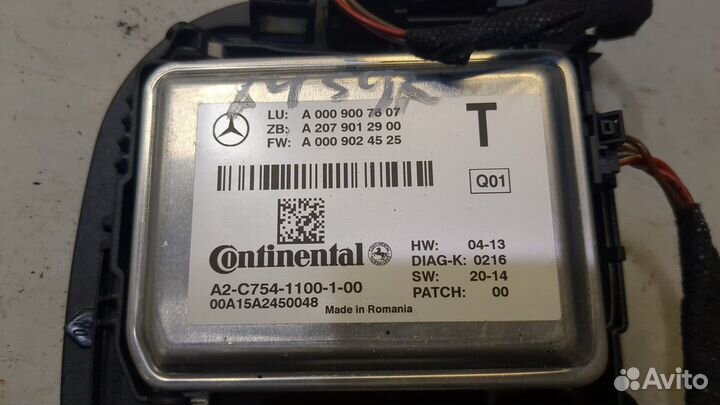 LU: A 000 900 76 07
ZB: A 207 901 29 00
FW: A 000 902 45 25
T
Q01
Continental
HW: 04-13
DIAG-K: 0216
SW: 20-14
PATCH: 00
A2-C754-1100-1-00
00A15A2450048
Made in Romania
Avito